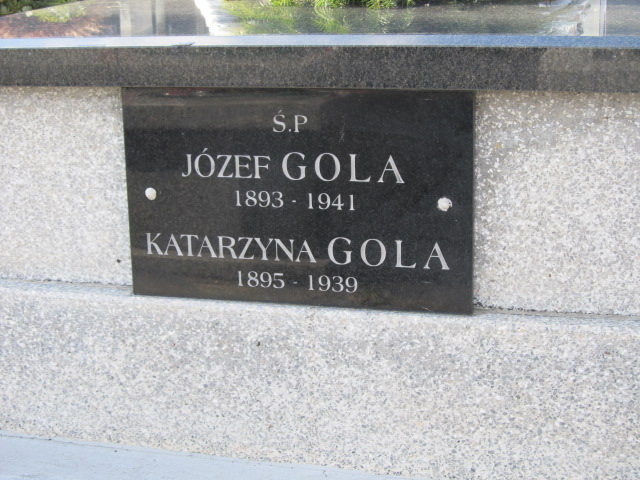 Ś.P
JÓZEF GOLA
1893 - 1941
KATARZYNA GOLA
1895 - 1939